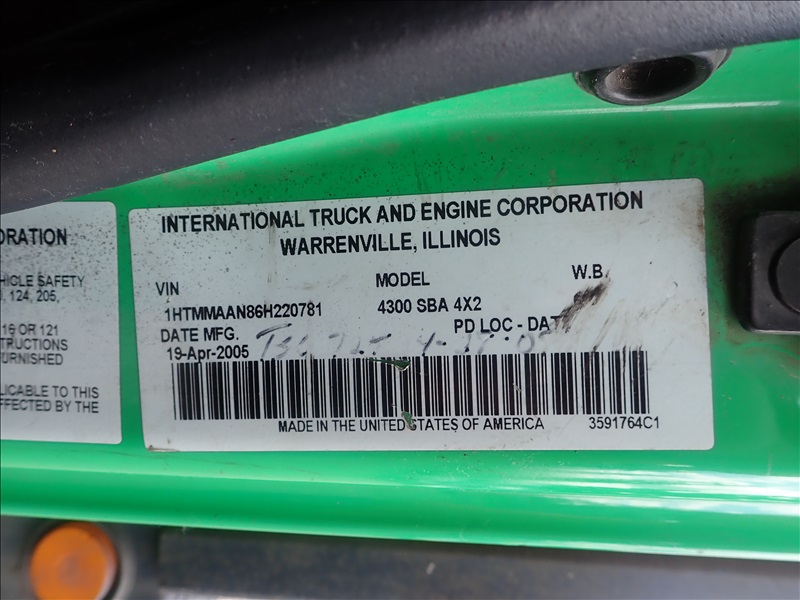 ORATION
HICLE SAFETY
124, 205,
16 OR 121
TRUCTIONS
URNISHED
LICABLE TO THIS
FFECTED BY THE
INTERNATIONAL TRUCK AND ENGINE CORPORATION
WARRENVILLE, ILLINOIS
VIN MODEL W.B.
1HTMMAAN86H220781 4300 SBA 4X2
DATE MFG. PD LOC - DAT
19-Apr-2005
MADE IN THE UNITED STATES OF AMERICA 3591764C1